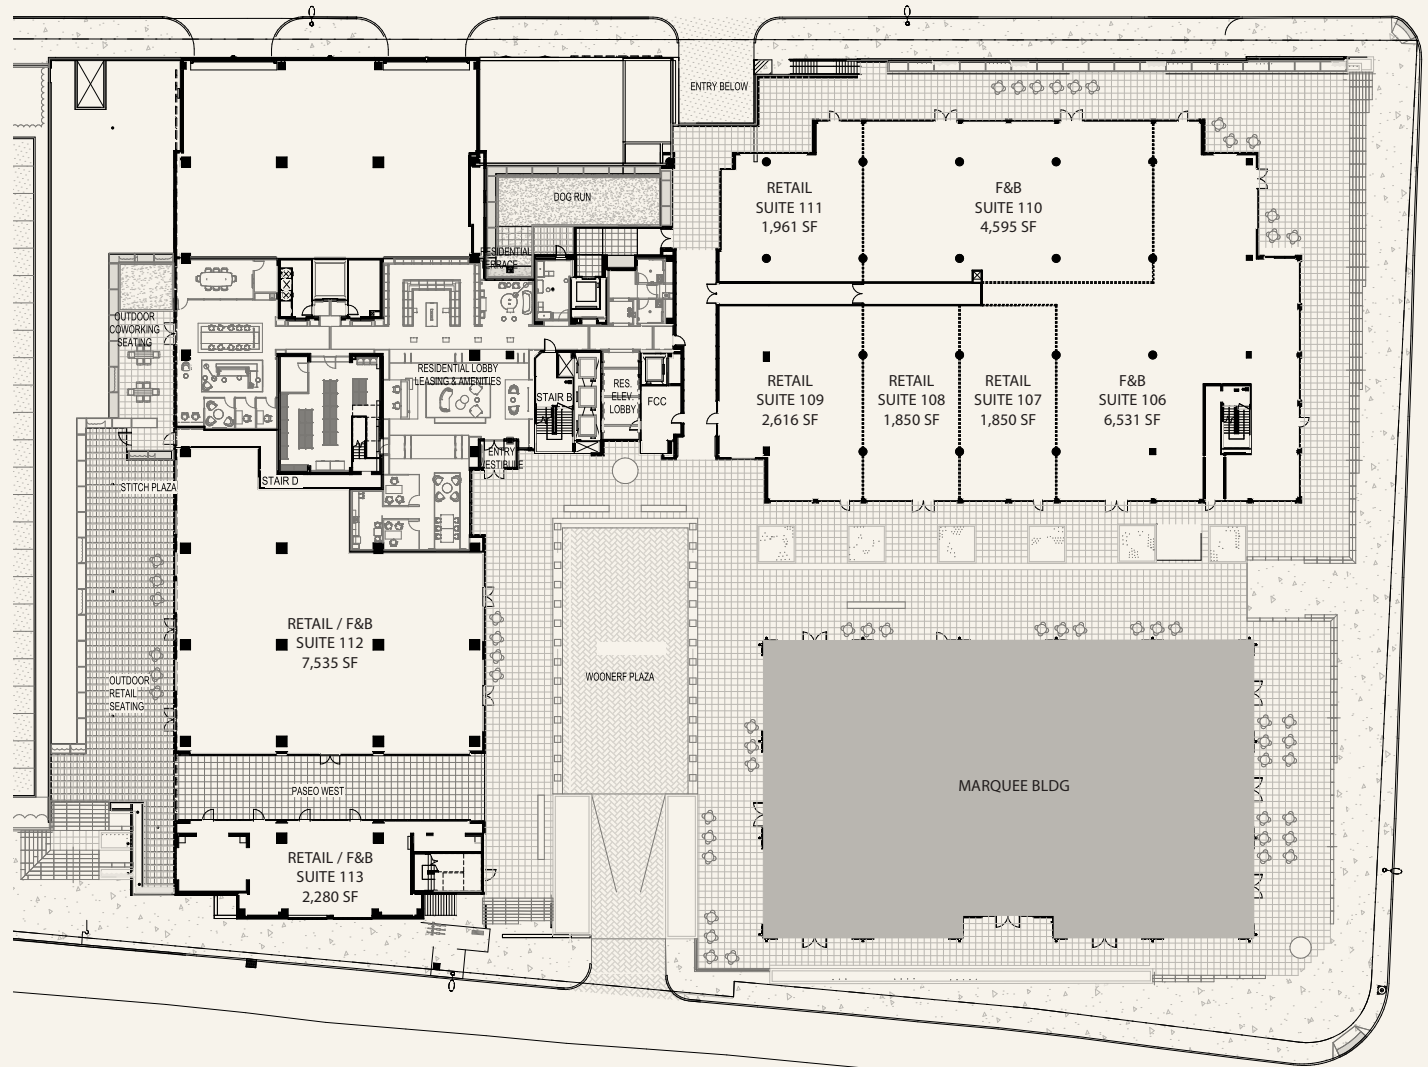 ENTRY BELOW
DOG RUN
RETAIL
SUITE 111
1,961 SF
F&B
SUITE 110
4,595 SF
RESIDENTIAL
TERRACE
OUTDOOR
COWORKING
SEATING
RESIDENTIAL LOBBY
LEASING & AMENITIES
STAIR B
RES.
ELEV.
LOBBY
FCC
RETAIL
SUITE 109
2,616 SF
RETAIL
SUITE 108
1,850 SF
RETAIL
SUITE 107
1,850 SF
F&B
SUITE 106
6,531 SF
ENTRY
VESTIBULE
STITCH PLAZA
STAIR D
RETAIL / F&B
SUITE 112
7,535 SF
OUTDOOR
RETAIL
SEATING
WOONERF PLAZA
PASEO WEST
MARQUEE BLDG
RETAIL / F&B
SUITE 113
2,280 SF